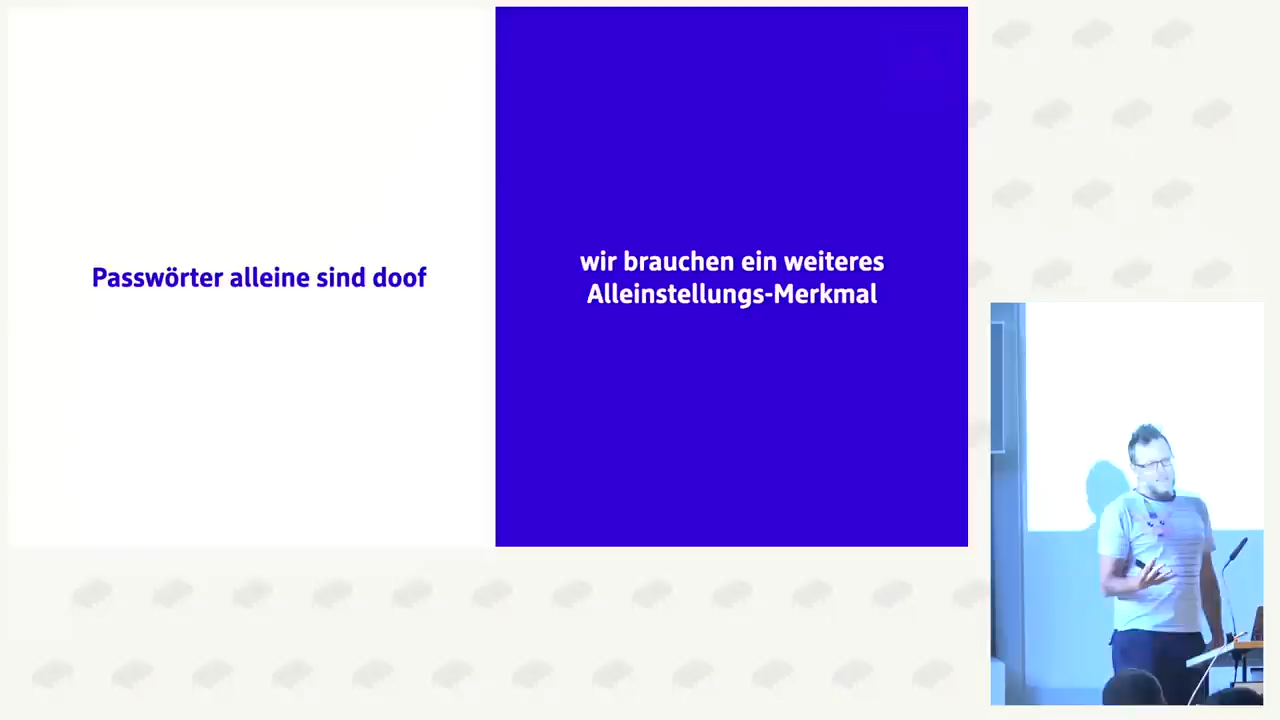 Passwörter alleine sind doof
wir brauchen ein weiteres
Alleinstellungs-Merkmal